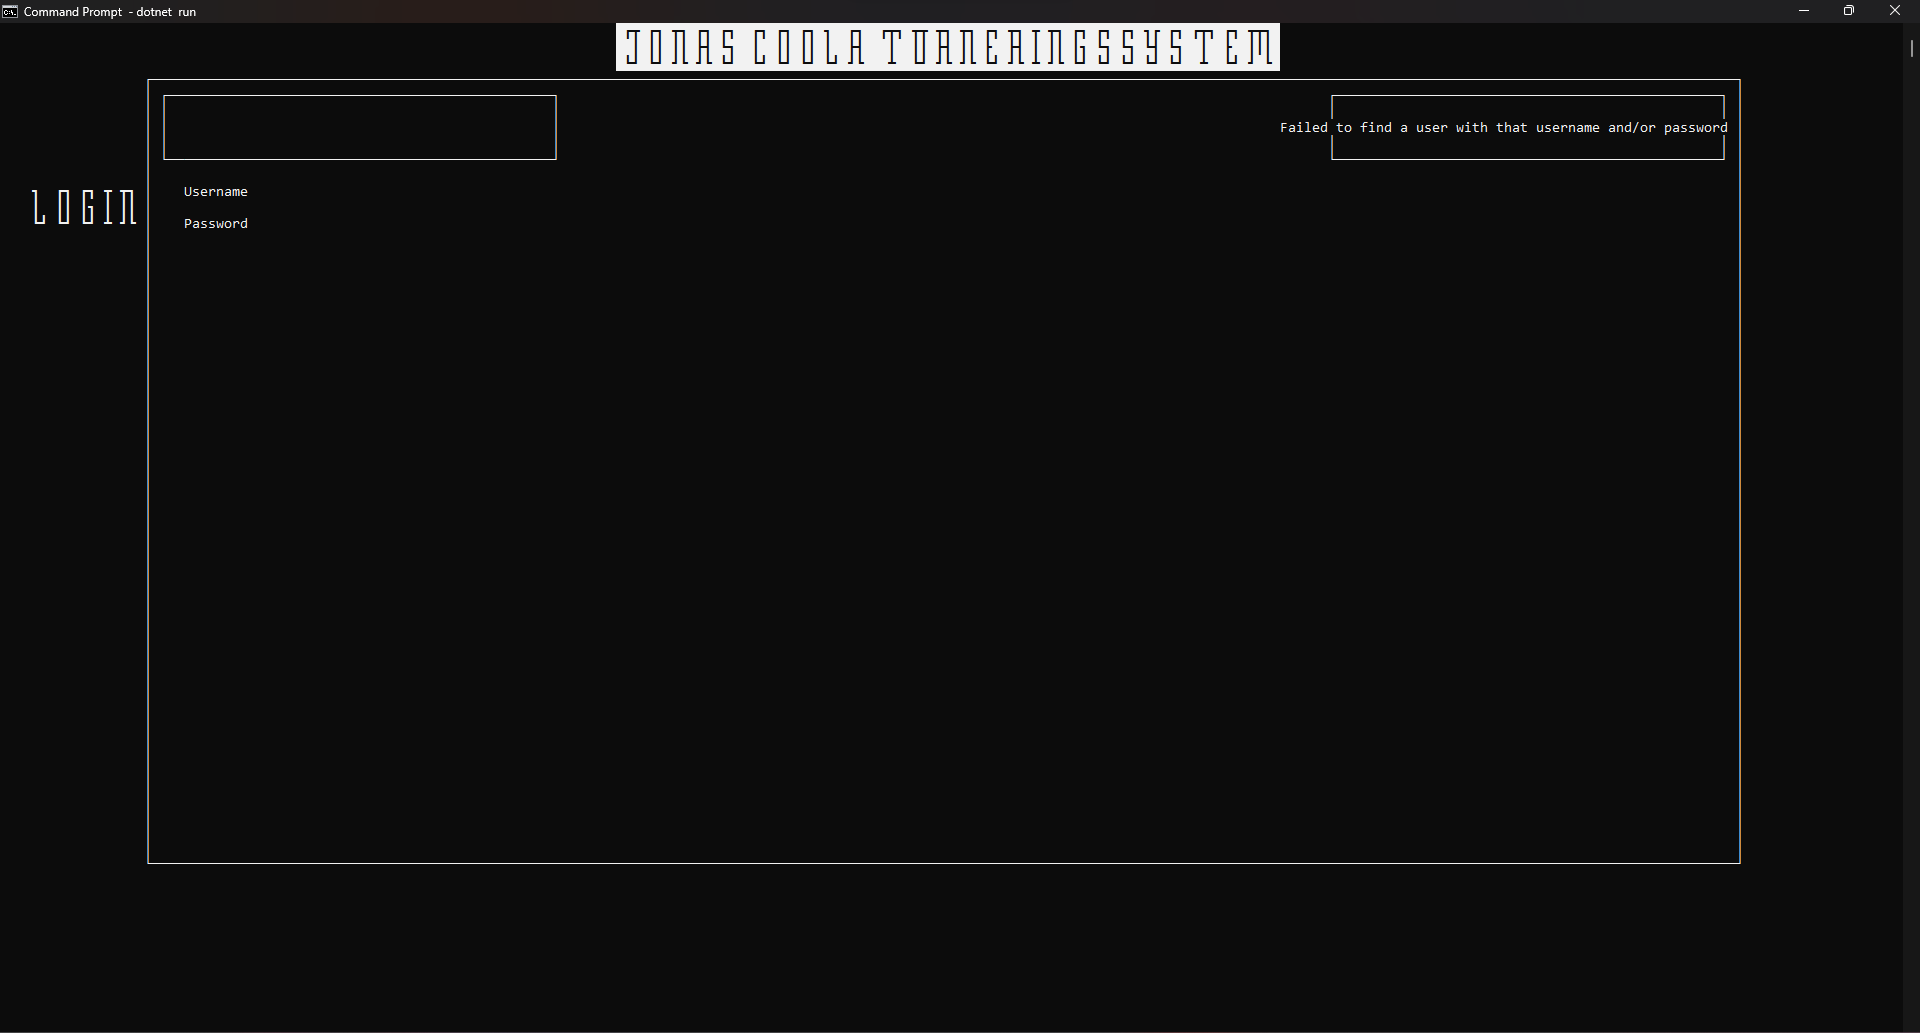 Command Prompt - dotnet run
JONAS COOLA TURNERINGSSYSTEM
Failed to find a user with that username and/or password
LOGIN
Username
Password